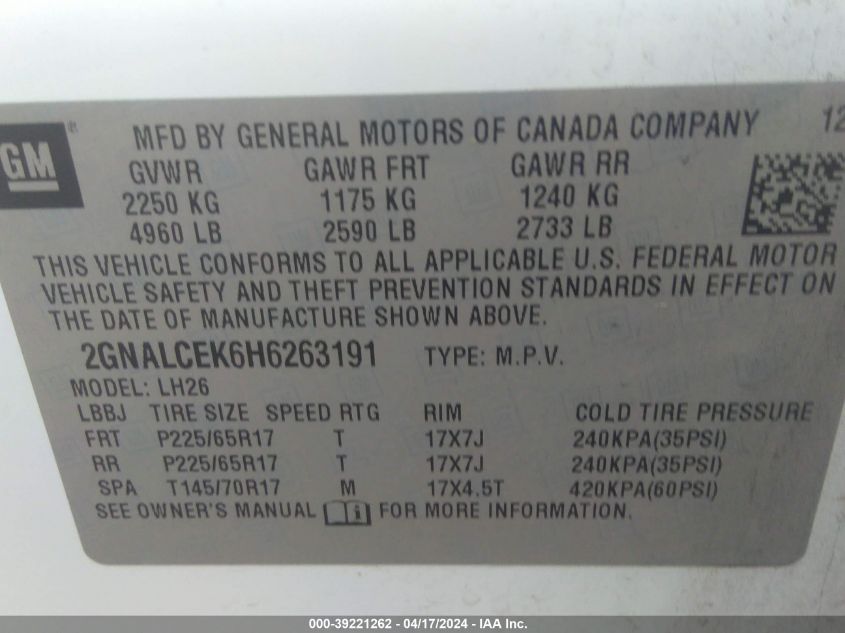 GM ®
MFD BY GENERAL MOTORS OF CANADA COMPANY 12
GVWR GAWR FRT GAWR RR
2250 KG 1175 KG 1240 KG
4960 LB 2590 LB 2733 LB
THIS VEHICLE CONFORMS TO ALL APPLICABLE U.S. FEDERAL MOTOR
VEHICLE SAFETY AND THEFT PREVENTION STANDARDS IN EFFECT ON
THE DATE OF MANUFACTURE SHOWN ABOVE.
2GNALCEK6H6263191 TYPE: M.P.V.
MODEL: LH26
LBBJ TIRE SIZE SPEED RTG RIM COLD TIRE PRESSURE
FRT P225/65R17 T 17X7J 240KPA(35PSI)
RR P225/65R17 T 17X7J 240KPA(35PSI)
SPA T145/70R17 M 17X4.5T 420KPA(60PSI)
SEE OWNER'S MANUAL i FOR MORE INFORMATION.
000-39221262 - 04/17/2024 - IAA Inc.